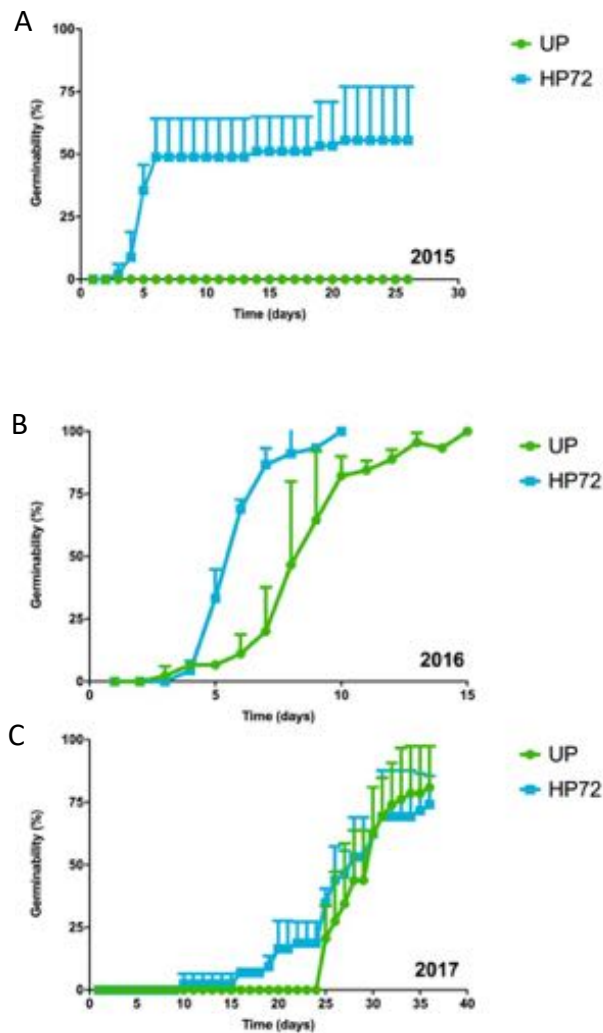 A
100
75
50
25
0
Germinability (%)
0 5 10 15 20 25 30
Time (days)
2015
UP
HP72
B
100
75
50
25
0
Germinability (%)
0 5 10 15
Time (days)
2016
UP
HP72
C
100
75
50
25
0
Germinability (%)
0 5 10 15 20 25 30 35 40
Time (days)
2017
UP
HP72